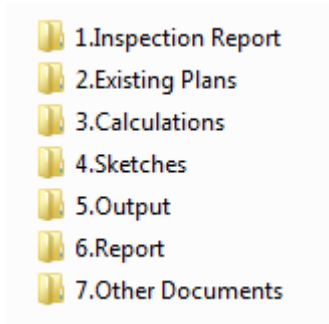 1.Inspection Report
2.Existing Plans
3.Calculations
4.Sketches
5.Output
6.Report
7.Other Documents